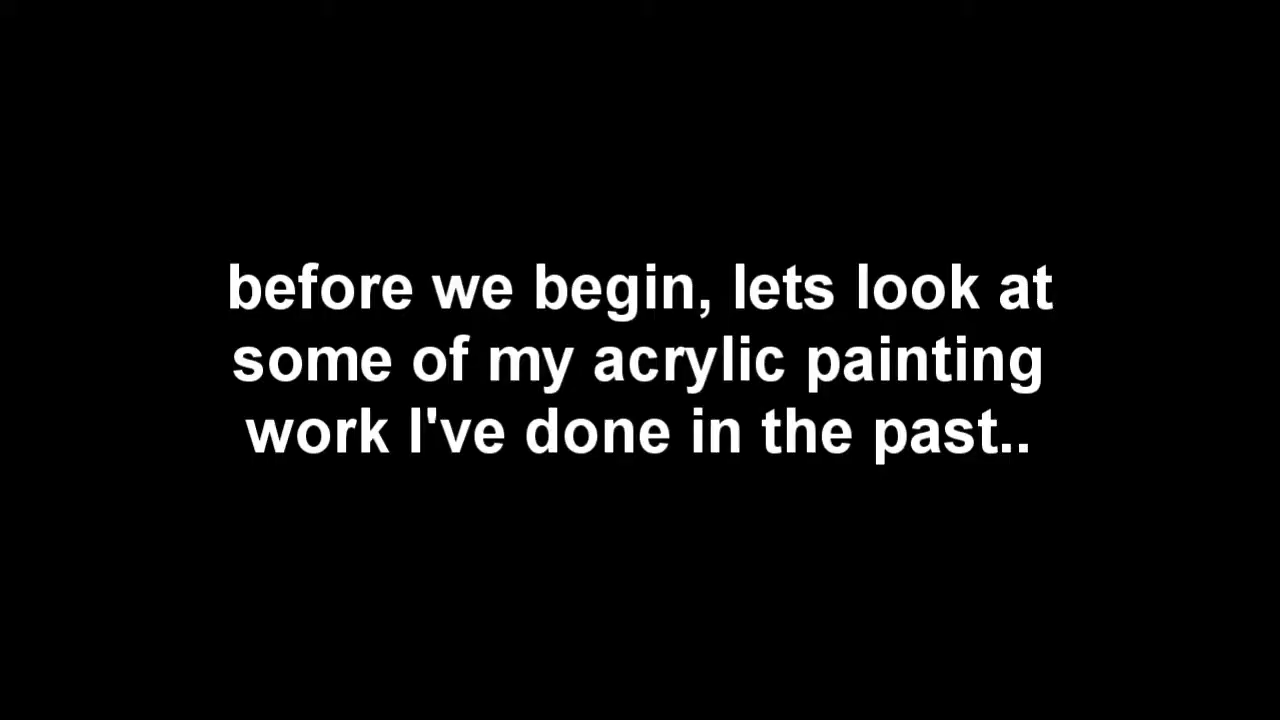 before we begin, lets look at
some of my acrylic painting
work I've done in the past..